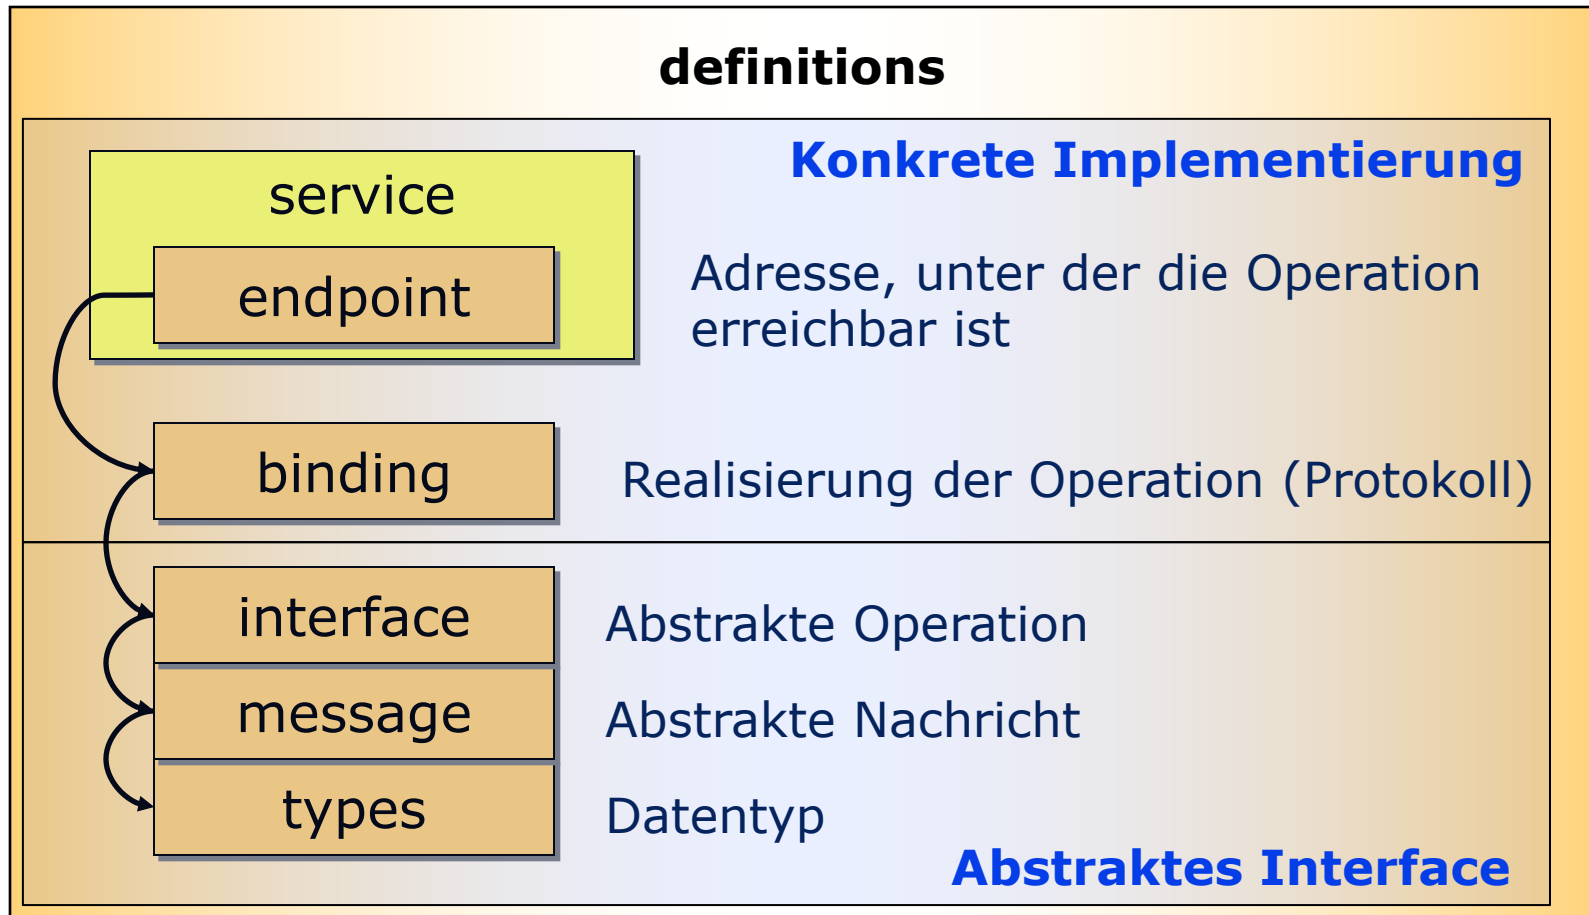 definitions
Konkrete Implementierung
service
endpoint
Adresse, unter der die Operation
erreichbar ist
binding
Realisierung der Operation (Protokoll)
interface
Abstrakte Operation
message
Abstrakte Nachricht
types
Datentyp
Abstraktes Interface